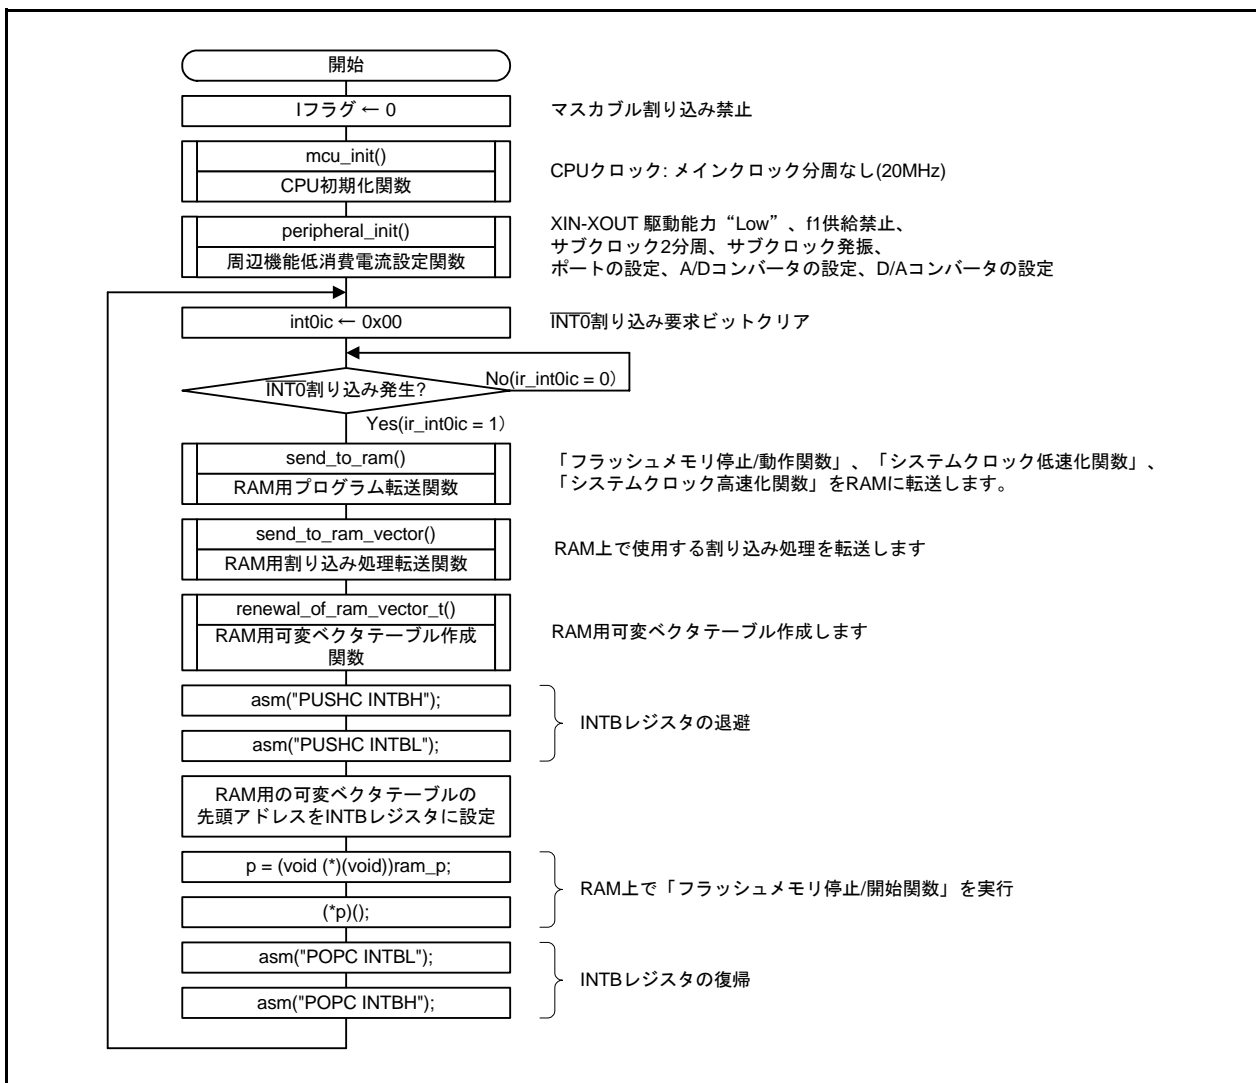 開始
Iフラグ ← 0
マスカブル割り込み禁止
mcu_init()
CPU初期化関数
CPUクロック: メインクロック分周なし(20MHz)
peripheral_init()
周辺機能低消費電流設定関数
XIN-XOUT 駆動能力“Low”、f1供給禁止、
サブクロック2分周、サブクロック発振、
ポートの設定、A/Dコンバータの設定、D/Aコンバータの設定
int0ic ← 0x00
INT0割り込み要求ビットクリア
INT0割り込み発生?
No(ir_int0ic = 0)
Yes(ir_int0ic = 1)
send_to_ram()
RAM用プログラム転送関数
「フラッシュメモリ停止/動作関数」、「システムクロック低速化関数」、
「システムクロック高速化関数」をRAMに転送します。
send_to_ram_vector()
RAM用割り込み処理転送関数
RAM上で使用する割り込み処理を転送します
renewal_of_ram_vector_t()
RAM用可変ベクタテーブル作成
関数
RAM用可変ベクタテーブル作成します
asm("PUSHC INTBH");
asm("PUSHC INTBL");
INTBレジスタの退避
RAM用の可変ベクタテーブルの
先頭アドレスをINTBレジスタに設定
p = (void (*)(void))ram_p;
(*p)();
RAM上で「フラッシュメモリ停止/開始関数」を実行
asm("POPC INTBL");
asm("POPC INTBH");
INTBレジスタの復帰